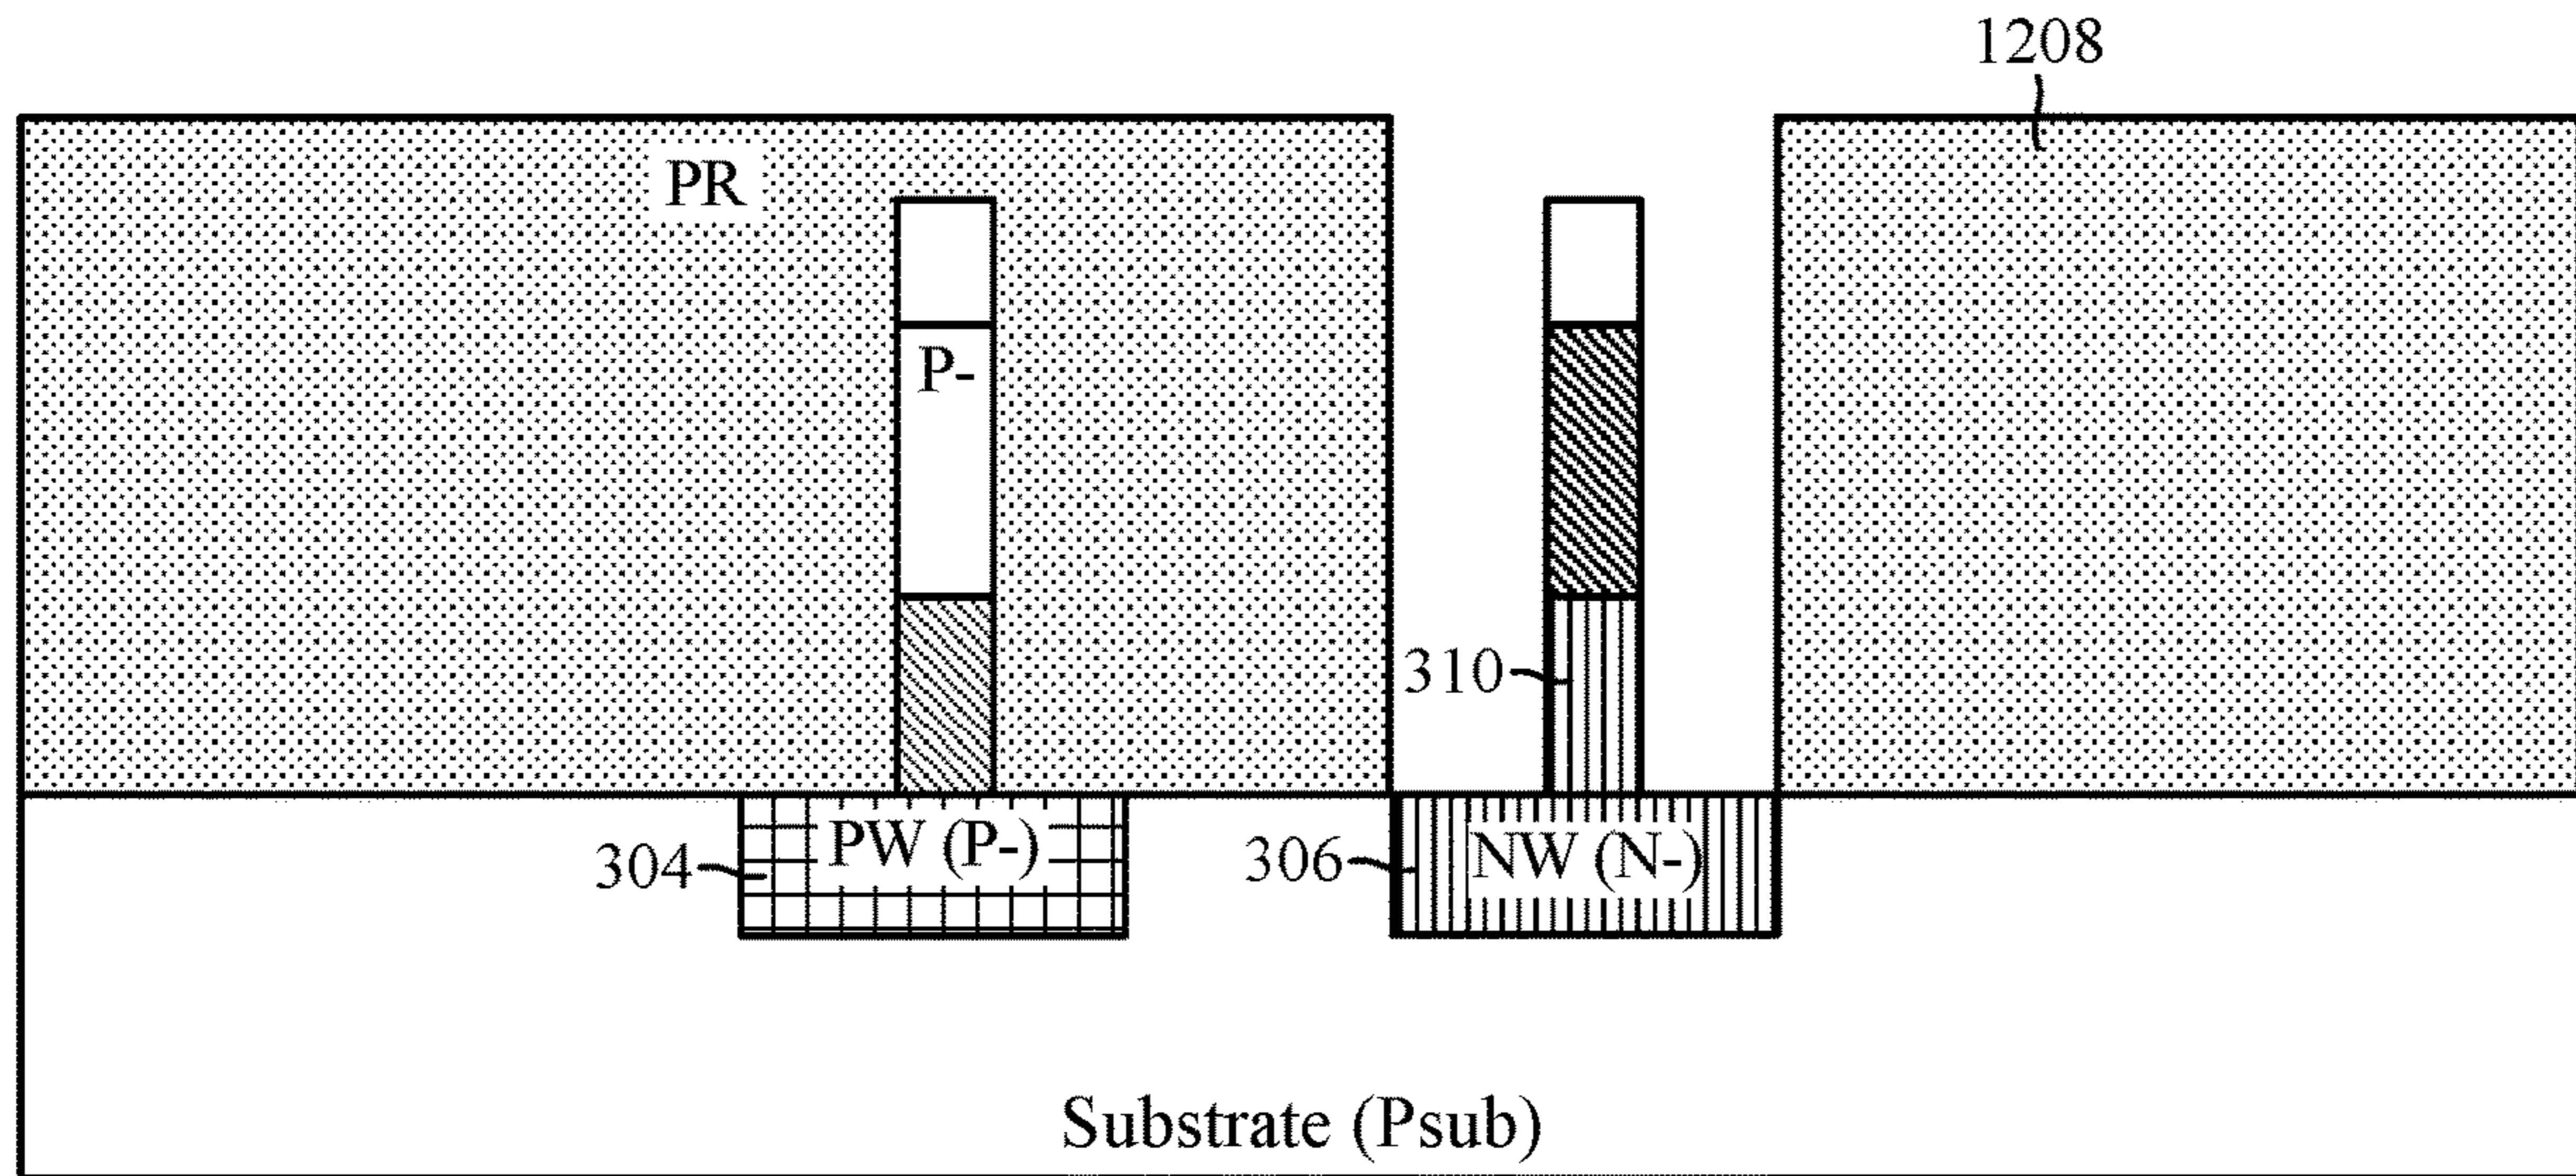 1208
PR
P-
310
304
PW (P-)
306
NW (N-)
Substrate (Psub)